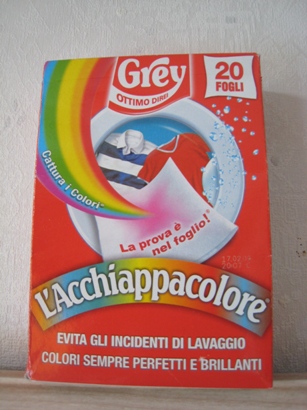 Grey
OTTIMO DIREI
20
FOGLI
Cattura i Colori
La prova è
nel foglio!
L'Acchiappacolore
EVITA GLI INCIDENTI DI LAVAGGIO
COLORI SEMPRE PERFETTI E BRILLANTI